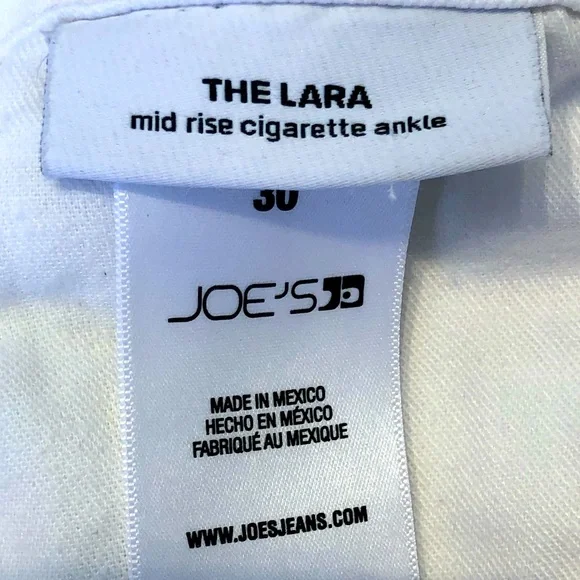 THE LARA
mid rise cigarette ankle
30
JOE'S
MADE IN MEXICO
HECHO EN MÉXICO
FABRIQUÉ AU MEXIQUE
WWW.JOESJEANS.COM